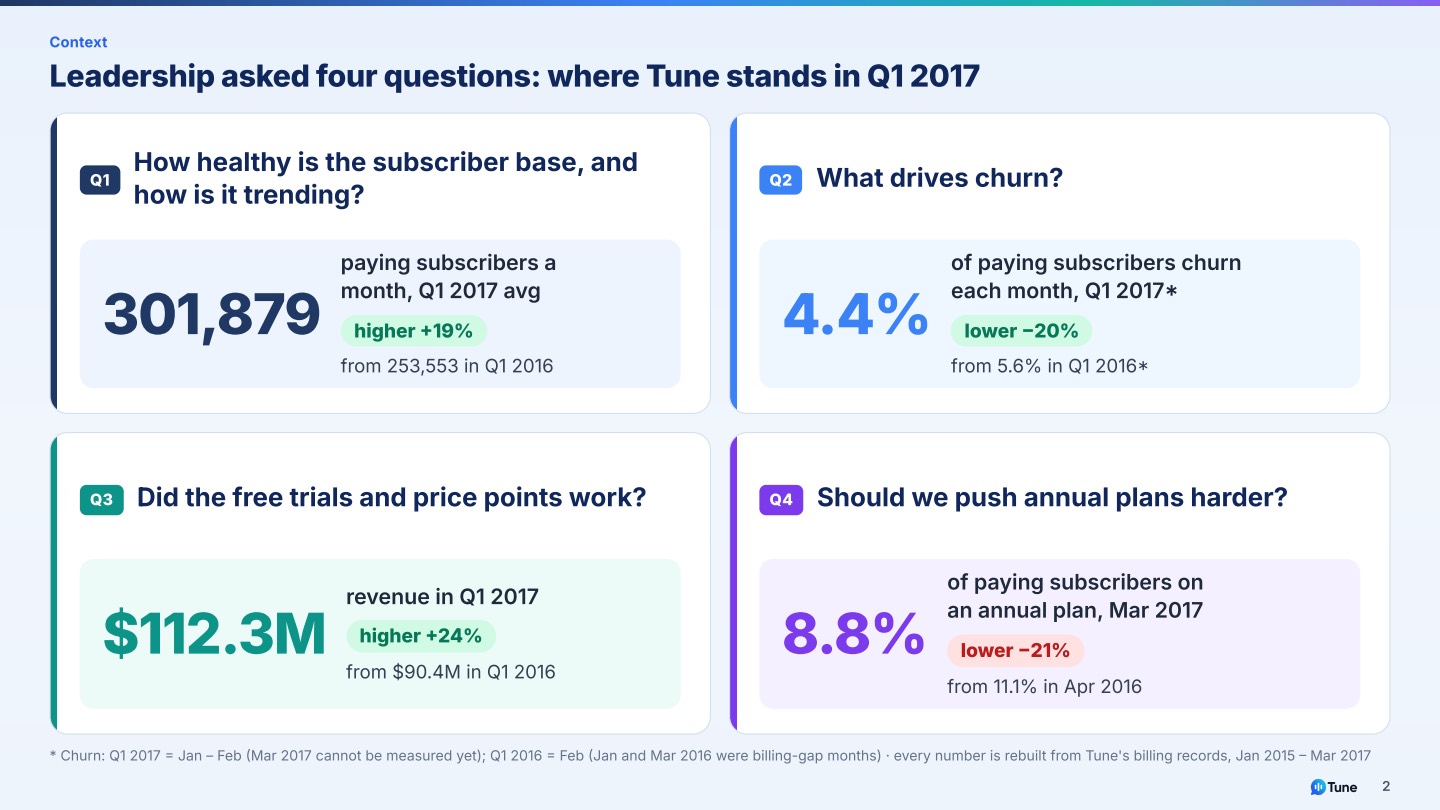 Context
Leadership asked four questions: where Tune stands in Q1 2017
Q1
How healthy is the subscriber base, and
how is it trending?
301,879
paying subscribers a
month, Q1 2017 avg
higher +19%
from 253,553 in Q1 2016
Q2
What drives churn?
4.4%
of paying subscribers churn
each month, Q1 2017*
lower −20%
from 5.6% in Q1 2016*
Q3
Did the free trials and price points work?
$112.3M
revenue in Q1 2017
higher +24%
from $90.4M in Q1 2016
Q4
Should we push annual plans harder?
8.8%
of paying subscribers on
an annual plan, Mar 2017
lower −21%
from 11.1% in Apr 2016
* Churn: Q1 2017 = Jan – Feb (Mar 2017 cannot be measured yet); Q1 2016 = Feb (Jan and Mar 2016 were billing-gap months) · every number is rebuilt from Tune's billing records, Jan 2015 – Mar 2017
Tune
2